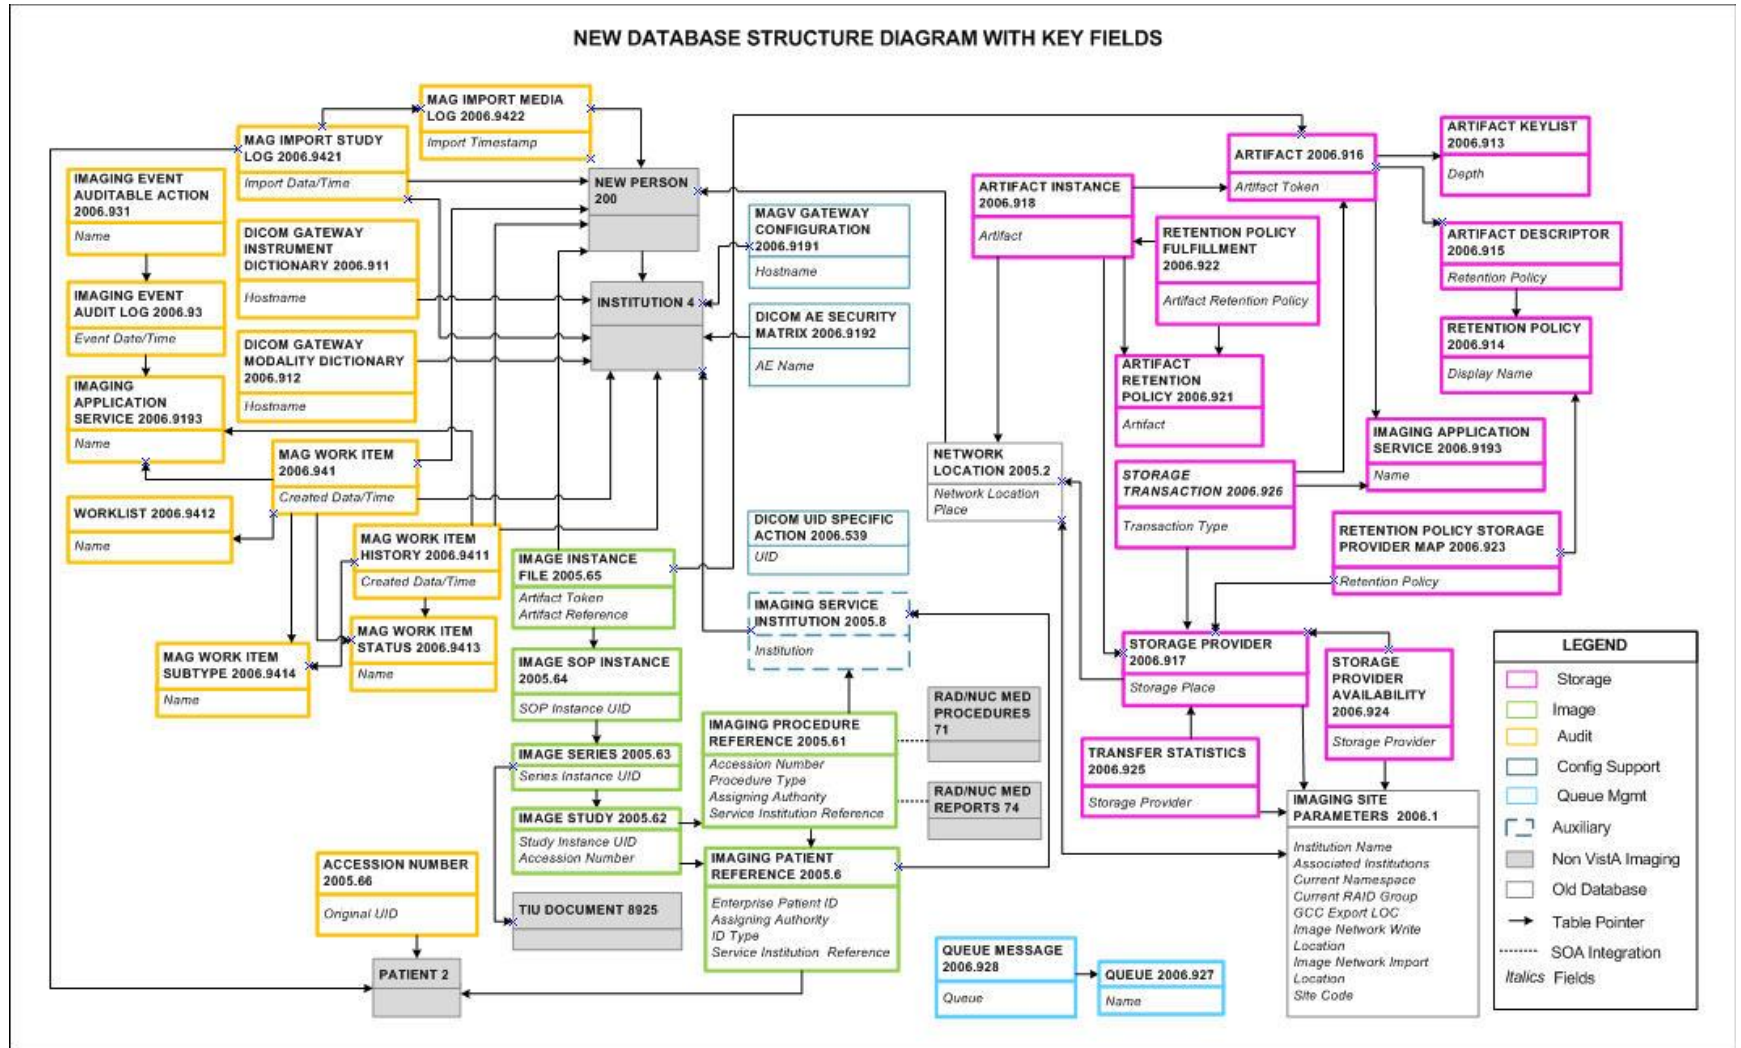 NEW DATABASE STRUCTURE DIAGRAM WITH KEY FIELDS
MAG IMPORT MEDIA
LOG 2006.9422
Import Timestamp
MAG IMPORT STUDY
LOG 2006.9421
Import Data/Time
IMAGING EVENT
AUDITABLE ACTION
2006.931
Name
DICOM GATEWAY
INSTRUMENT
DICTIONARY 2006.911
Hostname
IMAGING EVENT
AUDIT LOG 2006.93
Event Date/Time
DICOM GATEWAY
MODALITY DICTIONARY
2006.912
Hostname
IMAGING
APPLICATION
SERVICE 2006.9193
Name
MAG WORK ITEM
2006.941
Created Data/Time
WORKLIST 2006.9412
Name
MAG WORK ITEM
HISTORY 2006.9411
Created Data/Time
MAG WORK ITEM
STATUS 2006.9413
Name
MAG WORK ITEM
SUBTYPE 2006.9414
Name
ACCESSION NUMBER
2005.66
Original UID
PATIENT 2
NEW PERSON
200
INSTITUTION 4
MAGV GATEWAY
CONFIGURATION
2006.9191
Hostname
DICOM AE SECURITY
MATRIX 2006.9192
AE Name
DICOM UID SPECIFIC
ACTION 2006.539
UID
IMAGING SERVICE
INSTITUTION 2005.8
Institution
IMAGE INSTANCE
FILE 2005.65
Artifact Token
Artifact Reference
IMAGE SOP INSTANCE
2005.64
SOP Instance UID
IMAGE SERIES 2005.63
Series Instance UID
IMAGE STUDY 2005.62
Study Instance UID
Accession Number
TIU DOCUMENT 8925
IMAGING PROCEDURE
REFERENCE 2005.61
Accession Number
Procedure Type
Assigning Authority
Service Institution Reference
IMAGING PATIENT
REFERENCE 2005.6
Enterprise Patient ID
Assigning Authority
ID Type
Service Institution Reference
RAD/NUC MED
PROCEDURES
71
RAD/NUC MED
REPORTS 74
QUEUE MESSAGE
2006.928
Queue
QUEUE 2006.927
Name
NETWORK
LOCATION 2005.2
Network Location
Place
ARTIFACT INSTANCE
2006.918
Artifact
ARTIFACT 2006.916
Artifact Token
ARTIFACT KEYLIST
2006.913
Depth
RETENTION POLICY
FULFILLMENT
2006.922
Artifact Retention Policy
ARTIFACT DESCRIPTOR
2006.915
Retention Policy
RETENTION POLICY
2006.914
Display Name
ARTIFACT
RETENTION
POLICY 2006.921
Artifact
IMAGING APPLICATION
SERVICE 2006.9193
Name
STORAGE
TRANSACTION 2006.926
Transaction Type
RETENTION POLICY STORAGE
PROVIDER MAP 2006.923
Retention Policy
STORAGE PROVIDER
2006.917
Storage Place
STORAGE
PROVIDER
AVAILABILITY
2006.924
Storage Provider
TRANSFER STATISTICS
2006.925
Storage Provider
IMAGING SITE
PARAMETERS 2006.1
Institution Name
Associated Institutions
Current Namespace
Current RAID Group
GCC Export LOC
Image Network Write
Location
Image Network Import
Location
Site Code
LEGEND
Storage
Image
Audit
Config Support
Queue Mgmt
Auxiliary
Non VistA Imaging
Old Database
Table Pointer
SOA Integration
Italics Fields